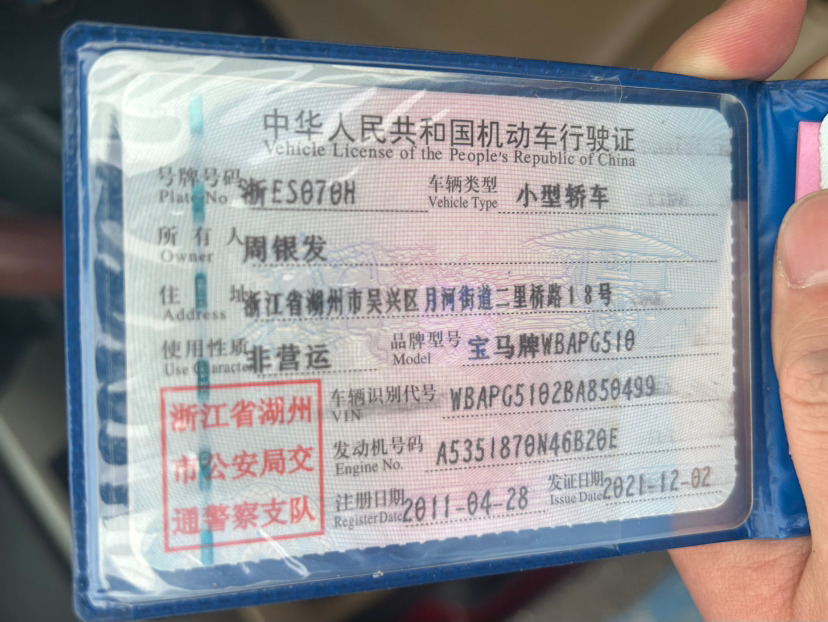 中华人民共和国机动车行驶证
Vehicle License of the People's Republic of China
号牌号码 浙ES070H 车辆类型 小型轿车
Plate No. Vehicle Type
所有人 周银发
Owner
住址 浙江省湖州市吴兴区月河街道二里桥路18号
Address
使用性质 非营运 品牌型号 宝马牌WBAPG510
Use Character Model
车辆识别代号 WBAPG5102BA850499
VIN
发动机号码 A5351870N46B20E
Engine No.
注册日期 2011-04-28 发证日期 2021-12-02
Register Date Issue Date
浙江省湖州
市公安局交
通警察支队